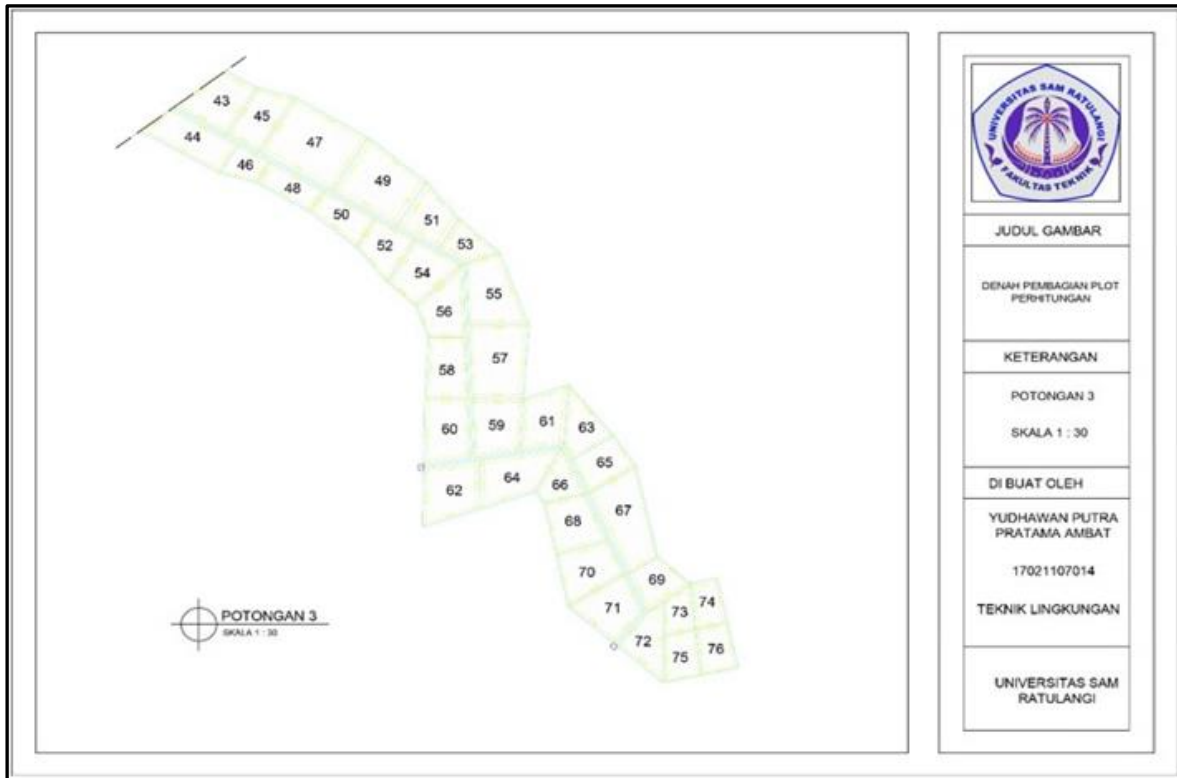 43
45
44
47
46
48
49
50
51
52
53
54
55
56
57
58
59
60
61
62
63
64
65
66
67
68
69
70
71
72
73
74
75
76
POTONGAN 3
SKALA 1 : 30
UNIVERSITAS SAM RATULANGI
FAKULTAS TEKNIK
JUDUL GAMBAR
DENAH PEMBAGIAN PLOT
PERHITUNGAN
KETERANGAN
POTONGAN 3
SKALA 1 : 30
DI BUAT OLEH
YUDHAWAN PUTRA
PRATAMA AMBAT
17021107014
TEKNIK LINGKUNGAN
UNIVERSITAS SAM
RATULANGI